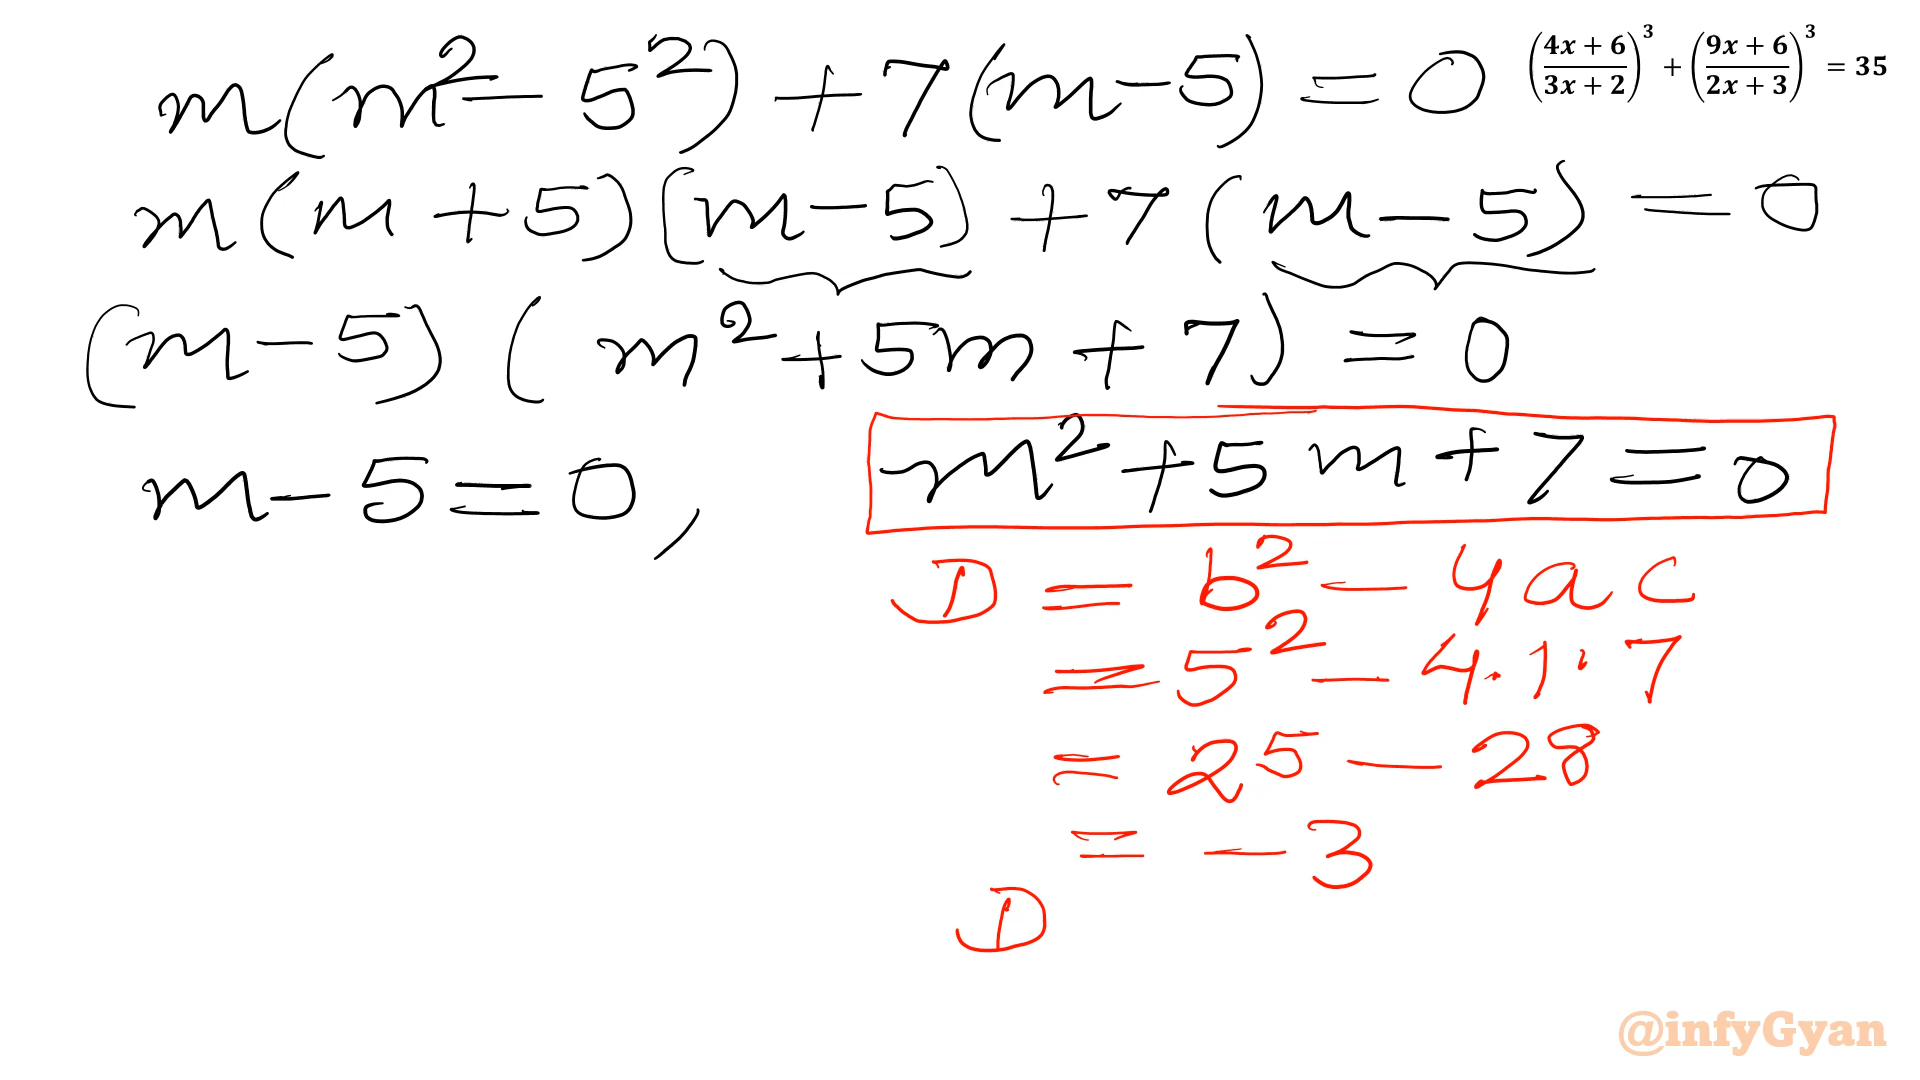 m(m² - 5²) + 7(m - 5) = 0
((4x + 6)/(3x + 2))³ + ((9x + 6)/(2x + 3))³ = 35
m(m + 5)(m - 5) + 7(m - 5) = 0
(m - 5)(m² + 5m + 7) = 0
m - 5 = 0, m² + 5m + 7 = 0
D = b² - 4ac
= 5² - 4·1·7
= 25 - 28
= -3
D
@infyGyan